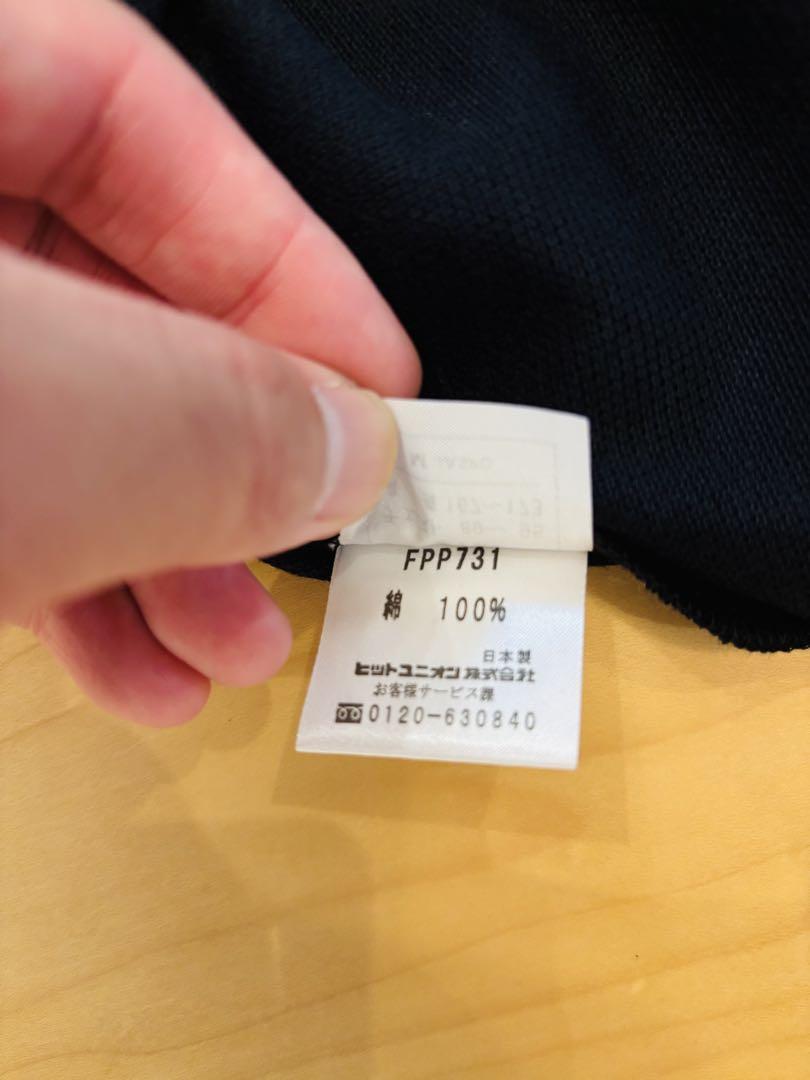 FPP731
綿 100%
日本製
ヒットユニオン株式会社
お客様サービス課
0120-630840